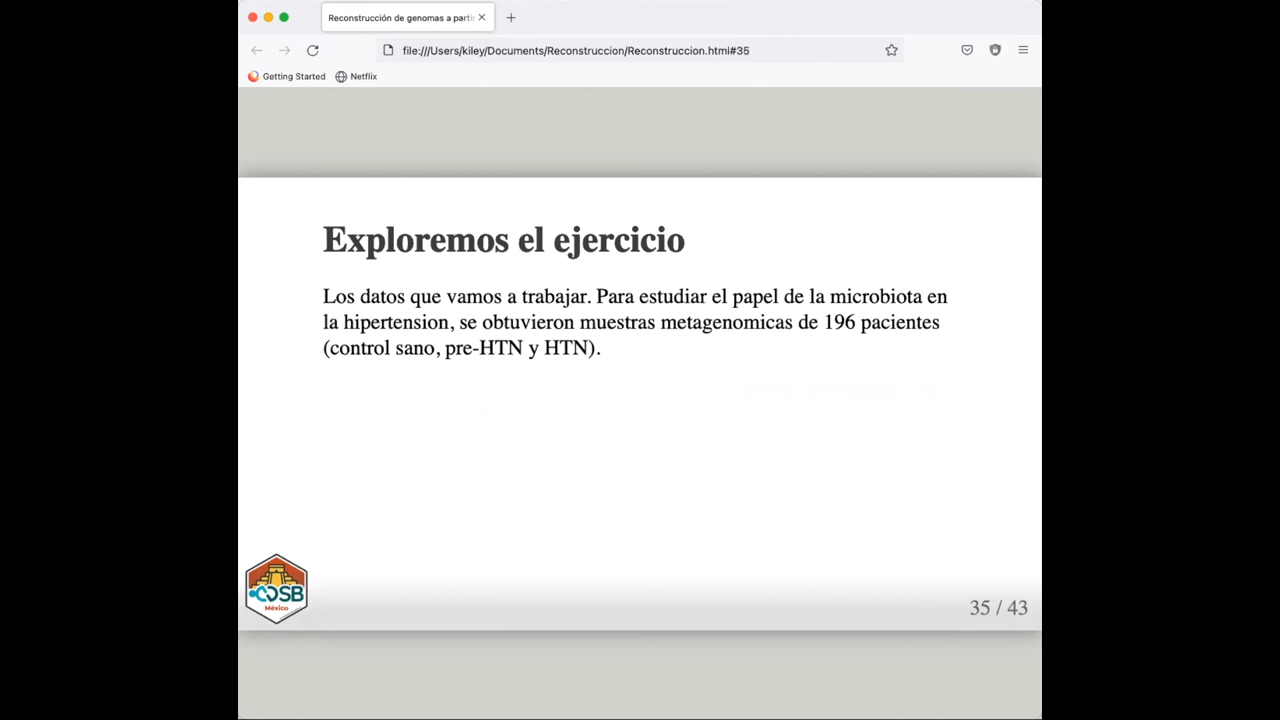 Reconstrucción de genomas a parti
file:///Users/kiley/Documents/Reconstruccion/Reconstruccion.html#35
Getting Started
Netflix
Exploremos el ejercicio
Los datos que vamos a trabajar. Para estudiar el papel de la microbiota en
la hipertension, se obtuvieron muestras metagenomicas de 196 pacientes
(control sano, pre-HTN y HTN).
CDSB
México
35 / 43